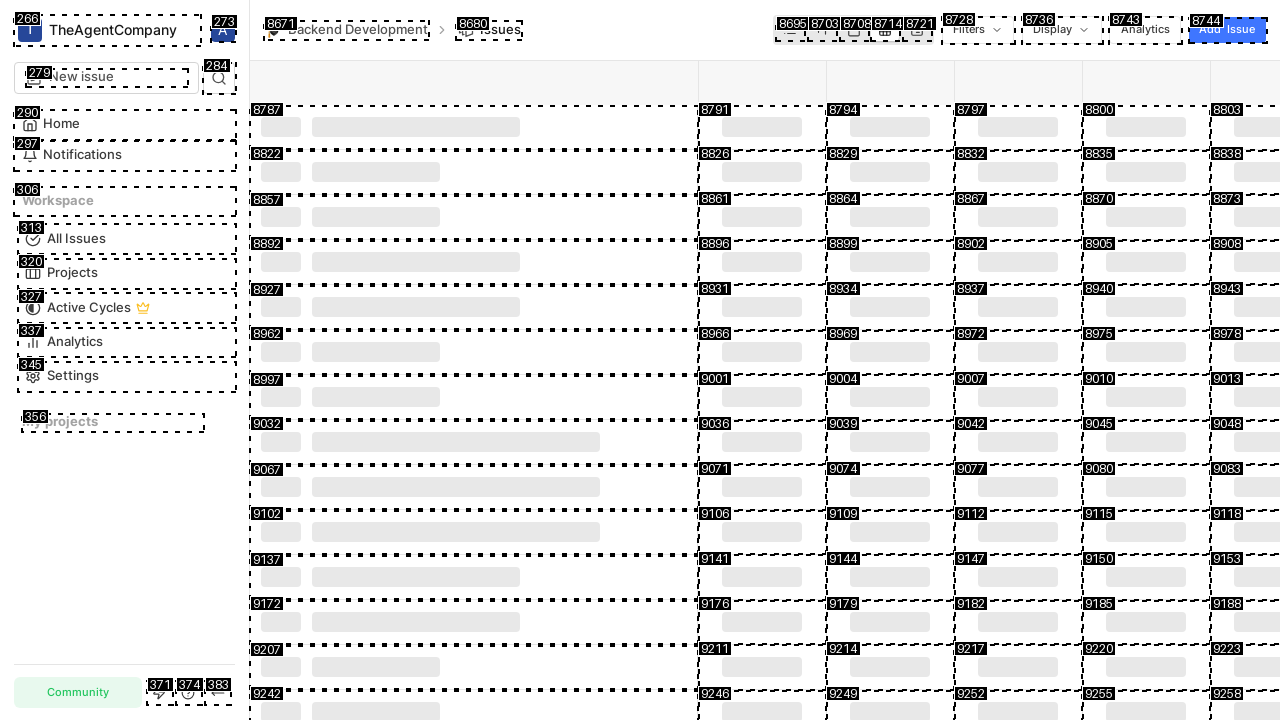 266
TheAgentCompany
273
8671
Backend Development
8680
Issues
8695
8703
8708
8714
8721
8728
Filters
8736
Display
8743
Analytics
8744
Add Issue
279
New issue
284
290
Home
297
Notifications
306
Workspace
313
All Issues
320
Projects
327
Active Cycles
337
Analytics
345
Settings
356
My projects
Community
371
374
383
8787 8791 8794 8797 8800 8803
8822 8826 8829 8832 8835 8838
8857 8861 8864 8867 8870 8873
8892 8896 8899 8902 8905 8908
8927 8931 8934 8937 8940 8943
8962 8966 8969 8972 8975 8978
8997 9001 9004 9007 9010 9013
9032 9036 9039 9042 9045 9048
9067 9071 9074 9077 9080 9083
9102 9106 9109 9112 9115 9118
9137 9141 9144 9147 9150 9153
9172 9176 9179 9182 9185 9188
9207 9211 9214 9217 9220 9223
9242 9246 9249 9252 9255 9258